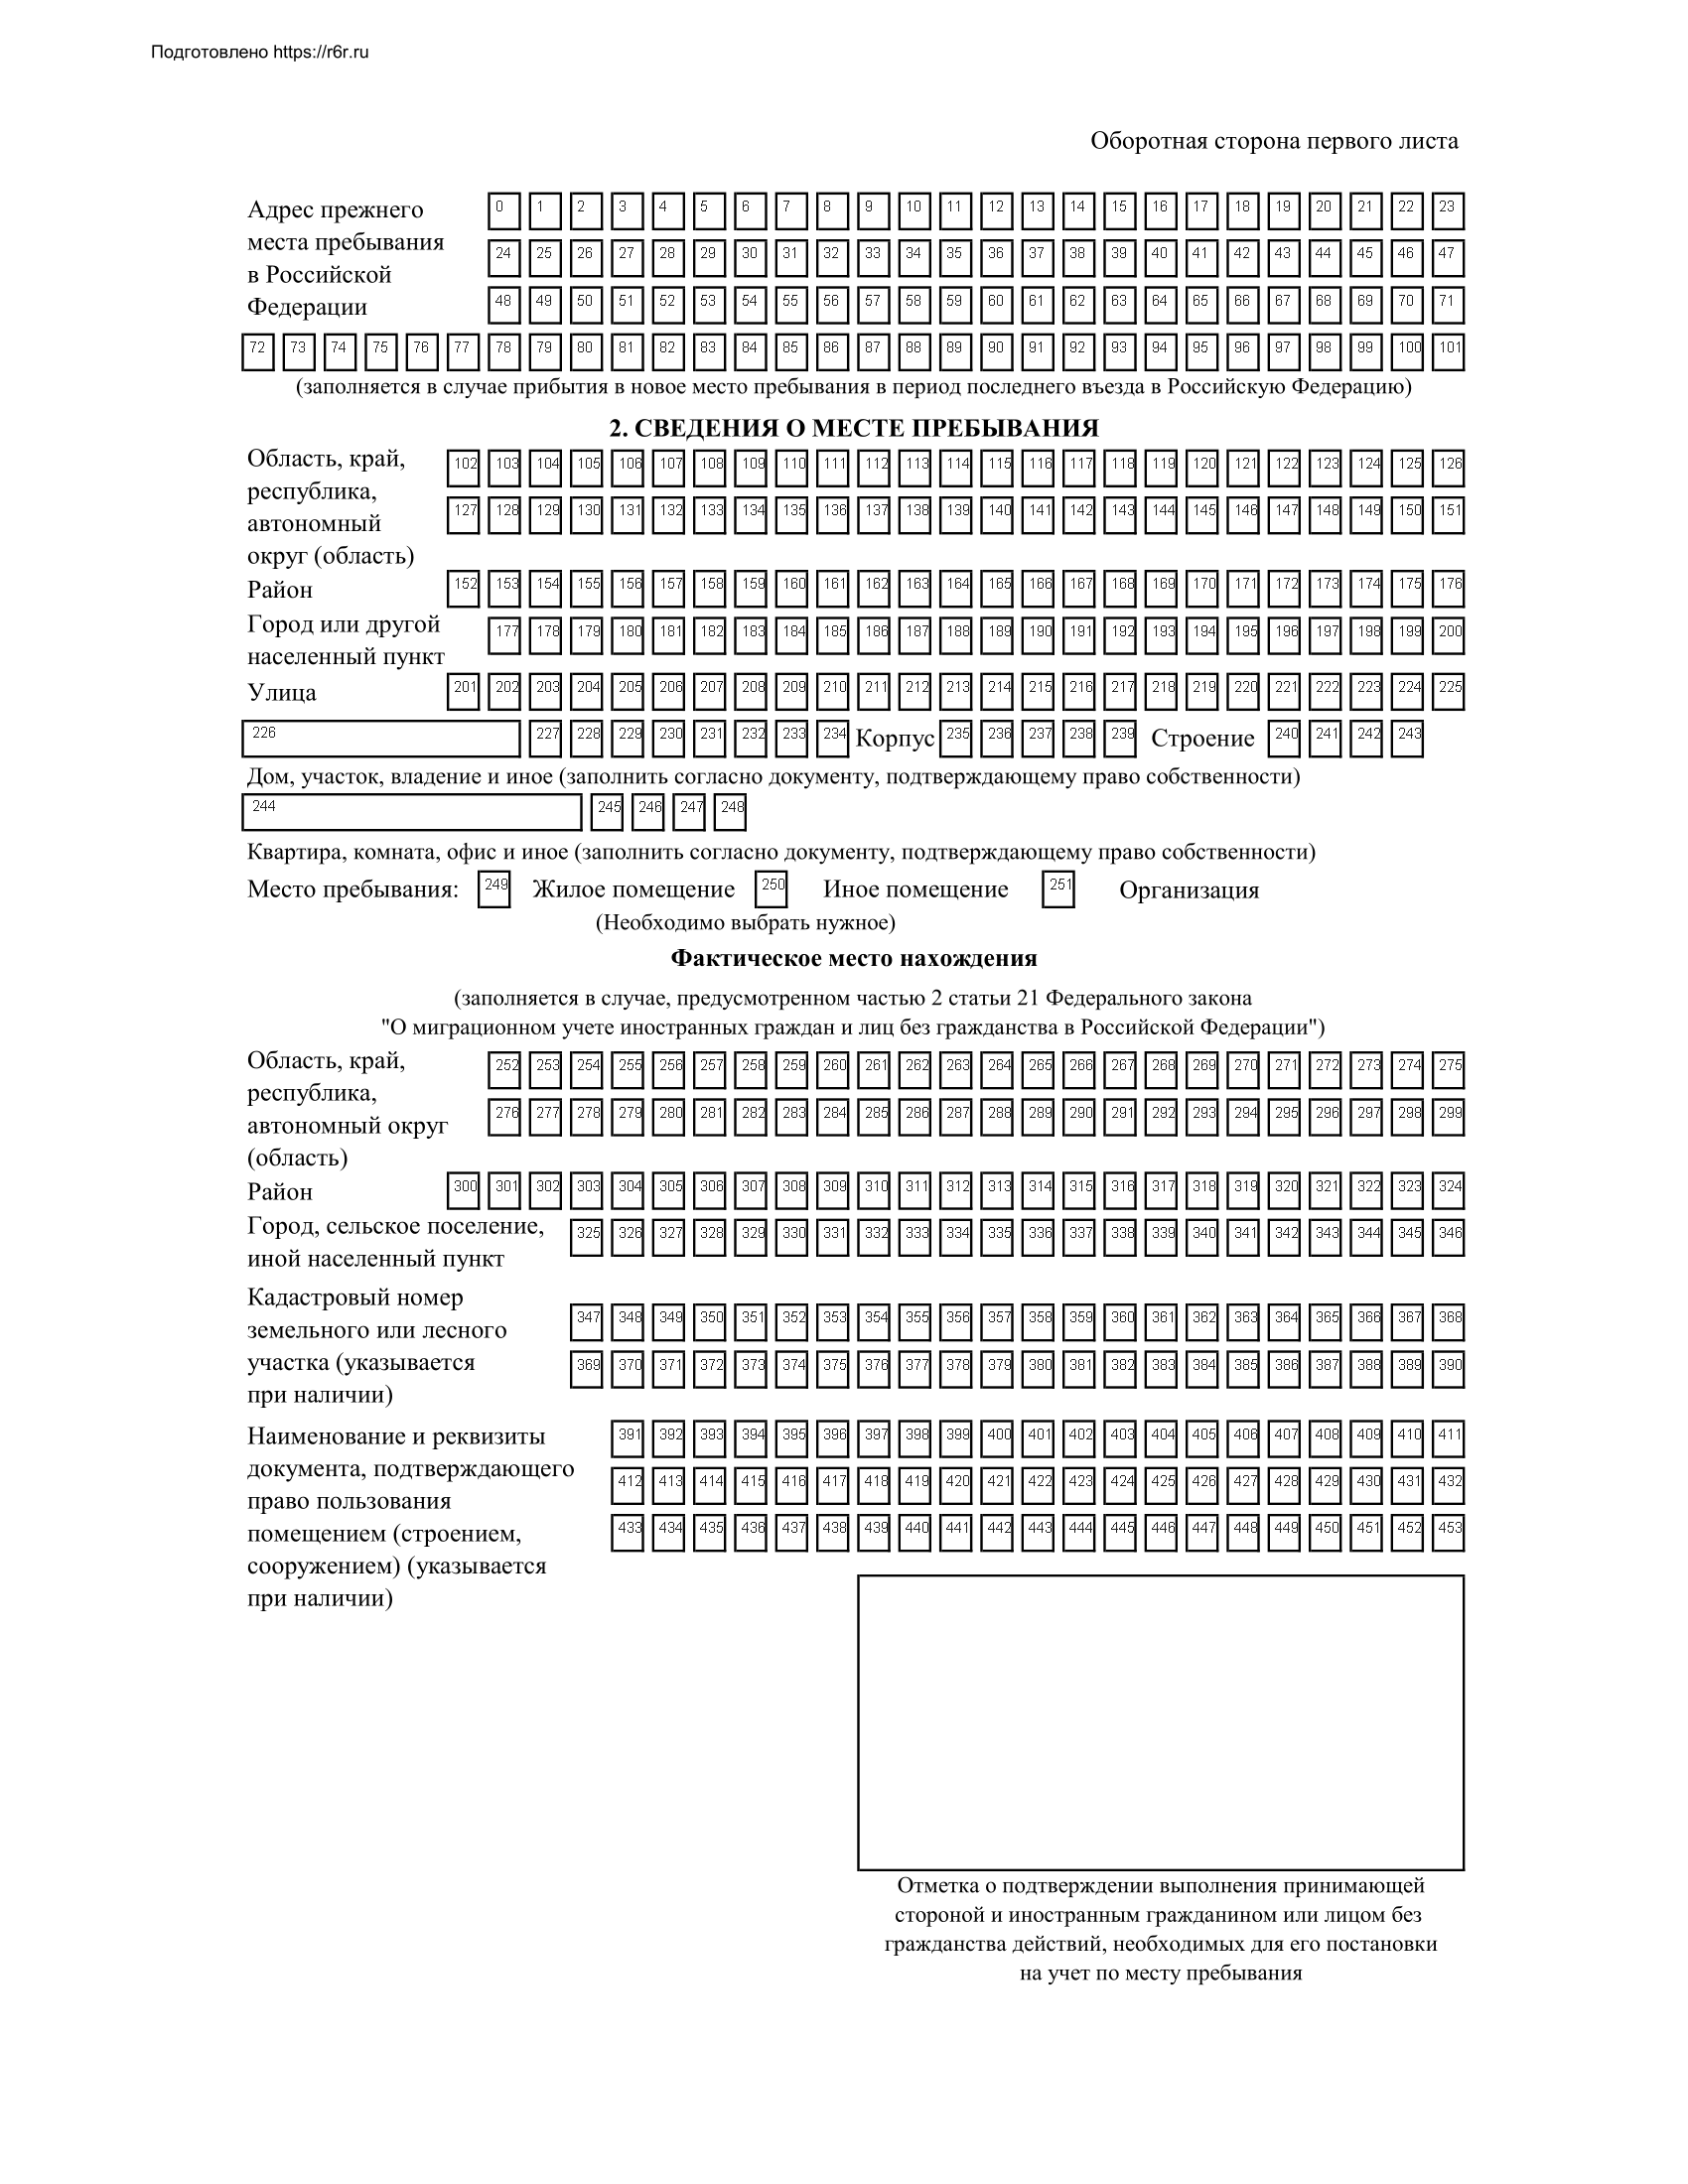 Подготовлено https://r6r.ru
Оборотная сторона первого листа
Адрес прежнего 0 1 2 3 4 5 6 7 8 9 10 11 12 13 14 15 16 17 18 19 20 21 22 23
места пребывания 24 25 26 27 28 29 30 31 32 33 34 35 36 37 38 39 40 41 42 43 44 45 46 47
в Российской
Федерации 48 49 50 51 52 53 54 55 56 57 58 59 60 61 62 63 64 65 66 67 68 69 70 71
72 73 74 75 76 77 78 79 80 81 82 83 84 85 86 87 88 89 90 91 92 93 94 95 96 97 98 99 100 101
(заполняется в случае прибытия в новое место пребывания в период последнего въезда в Российскую Федерацию)
2. СВЕДЕНИЯ О МЕСТЕ ПРЕБЫВАНИЯ
Область, край, 102 103 104 105 106 107 108 109 110 111 112 113 114 115 116 117 118 119 120 121 122 123 124 125 126
республика,
автономный 127 128 129 130 131 132 133 134 135 136 137 138 139 140 141 142 143 144 145 146 147 148 149 150 151
округ (область)
Район 152 153 154 155 156 157 158 159 160 161 162 163 164 165 166 167 168 169 170 171 172 173 174 175 176
Город или другой 177 178 179 180 181 182 183 184 185 186 187 188 189 190 191 192 193 194 195 196 197 198 199 200
населенный пункт
Улица 201 202 203 204 205 206 207 208 209 210 211 212 213 214 215 216 217 218 219 220 221 222 223 224 225
226 227 228 229 230 231 232 233 234 Корпус 235 236 237 238 239 Строение 240 241 242 243
Дом, участок, владение и иное (заполнить согласно документу, подтверждающему право собственности)
244 245 246 247 248
Квартира, комната, офис и иное (заполнить согласно документу, подтверждающему право собственности)
Место пребывания: 249 Жилое помещение 250 Иное помещение 251 Организация
(Необходимо выбрать нужное)
Фактическое место нахождения
(заполняется в случае, предусмотренном частью 2 статьи 21 Федерального закона
"О миграционном учете иностранных граждан и лиц без гражданства в Российской Федерации")
Область, край, 252 253 254 255 256 257 258 259 260 261 262 263 264 265 266 267 268 269 270 271 272 273 274 275
республика,
автономный округ 276 277 278 279 280 281 282 283 284 285 286 287 288 289 290 291 292 293 294 295 296 297 298 299
(область)
Район 300 301 302 303 304 305 306 307 308 309 310 311 312 313 314 315 316 317 318 319 320 321 322 323 324
Город, сельское поселение, 325 326 327 328 329 330 331 332 333 334 335 336 337 338 339 340 341 342 343 344 345 346
иной населенный пункт
Кадастровый номер
земельного или лесного 347 348 349 350 351 352 353 354 355 356 357 358 359 360 361 362 363 364 365 366 367 368
участка (указывается 369 370 371 372 373 374 375 376 377 378 379 380 381 382 383 384 385 386 387 388 389 390
при наличии)
Наименование и реквизиты 391 392 393 394 395 396 397 398 399 400 401 402 403 404 405 406 407 408 409 410 411
документа, подтверждающего 412 413 414 415 416 417 418 419 420 421 422 423 424 425 426 427 428 429 430 431 432
право пользования
помещением (строением, 433 434 435 436 437 438 439 440 441 442 443 444 445 446 447 448 449 450 451 452 453
сооружением) (указывается
при наличии)
Отметка о подтверждении выполнения принимающей
стороной и иностранным гражданином или лицом без
гражданства действий, необходимых для его постановки
на учет по месту пребывания